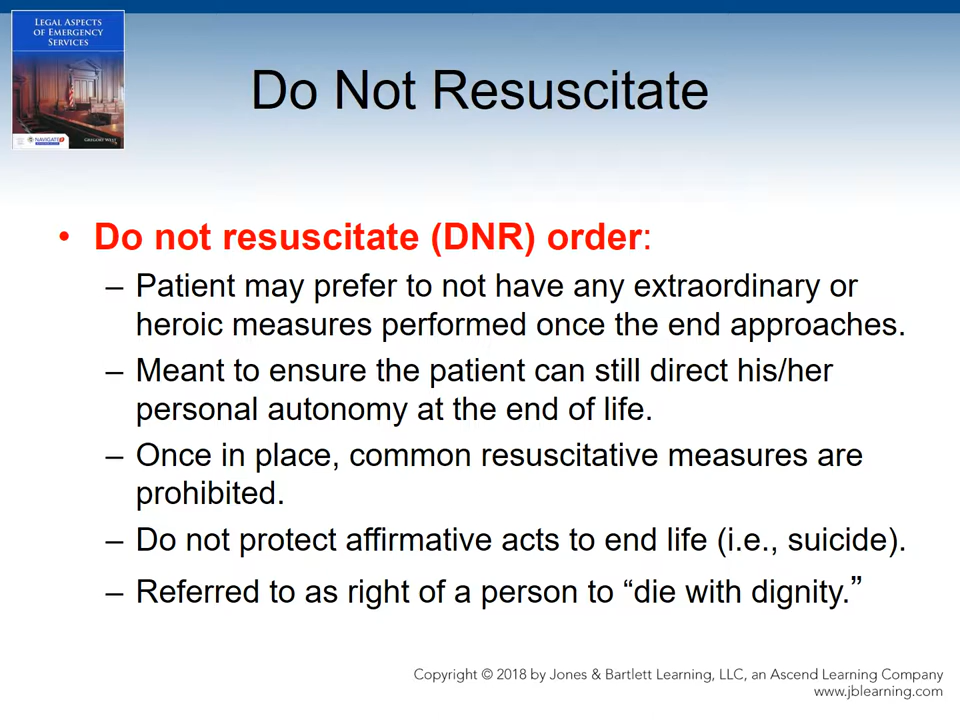 LEGAL ASPECTS
OF EMERGENCY
SERVICES
NAVIGATE
GREGORY WEST
Do Not Resuscitate
• Do not resuscitate (DNR) order:
– Patient may prefer to not have any extraordinary or
heroic measures performed once the end approaches.
– Meant to ensure the patient can still direct his/her
personal autonomy at the end of life.
– Once in place, common resuscitative measures are
prohibited.
– Do not protect affirmative acts to end life (i.e., suicide).
– Referred to as right of a person to “die with dignity.”
Copyright © 2018 by Jones & Bartlett Learning, LLC, an Ascend Learning Company
www.jblearning.com